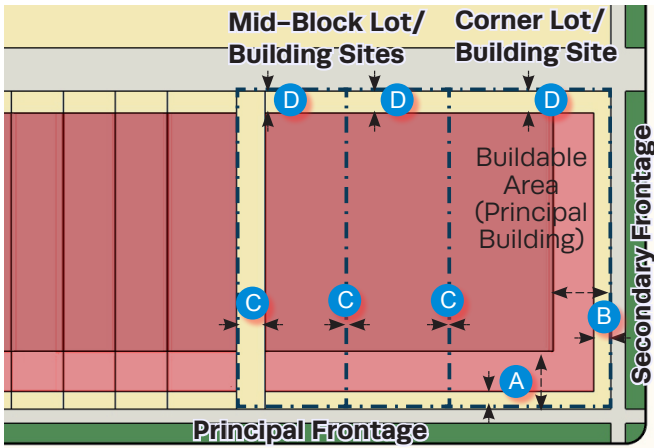 Mid–Block Lot/
Building Sites
Corner Lot/
Building Site
D
D
D
Buildable
Area
(Principal
Building)
C
C
C
B
A
Secondary Frontage
Principal Frontage